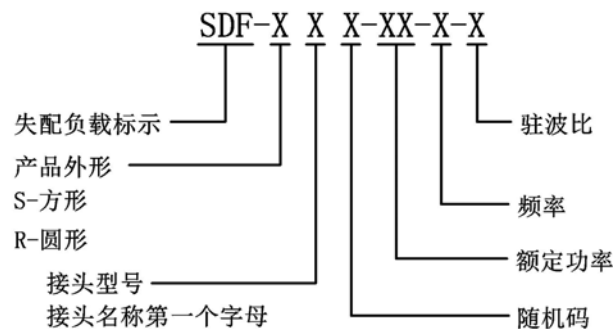 SDF-X X X-XX-X-X
失配负载标示
驻波比
产品外形
S-方形
频率
R-圆形
额定功率
接头型号
接头名称第一个字母
随机码